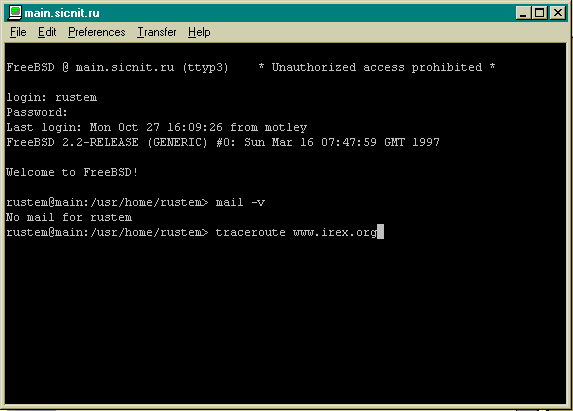 main.sicnit.ru
File Edit Preferences Transfer Help
FreeBSD @ main.sicnit.ru (ttyp3)    * Unauthorized access prohibited *
login: rustem
Password:
Last login: Mon Oct 27 16:09:26 from motley
FreeBSD 2.2-RELEASE (GENERIC) #0: Sun Mar 16 07:47:59 GMT 1997
Welcome to FreeBSD!
rustem@main:/usr/home/rustem> mail -v
No mail for rustem
rustem@main:/usr/home/rustem> traceroute www.irex.org